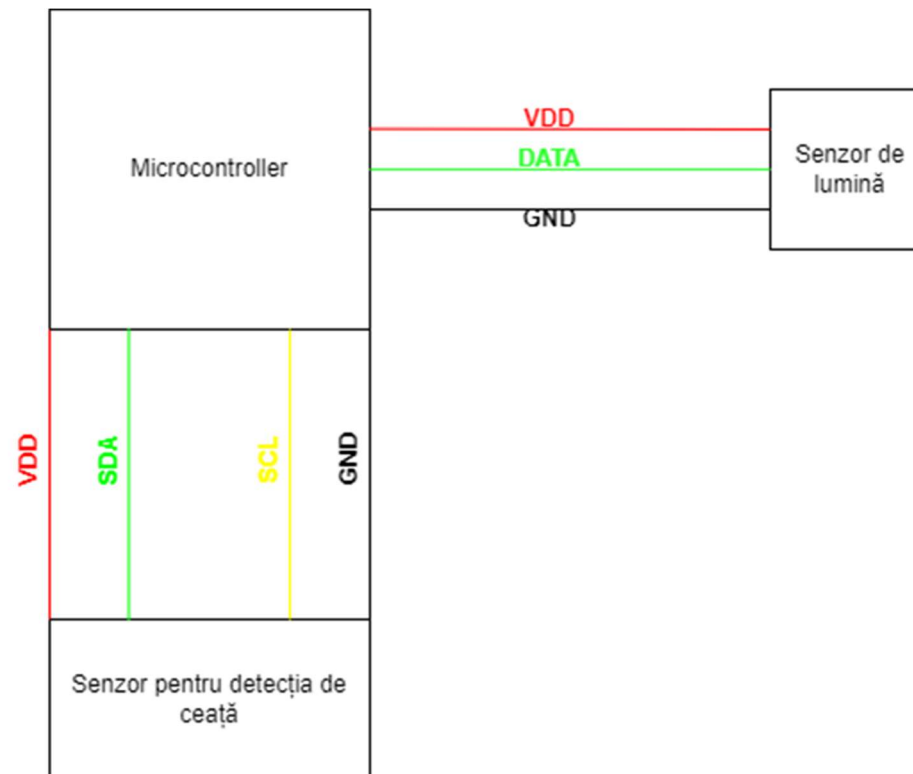 VDD
Microcontroller
DATA
Senzor de
lumină
GND
VDD
SDA
SCL
GND
Senzor pentru detecția de
ceață